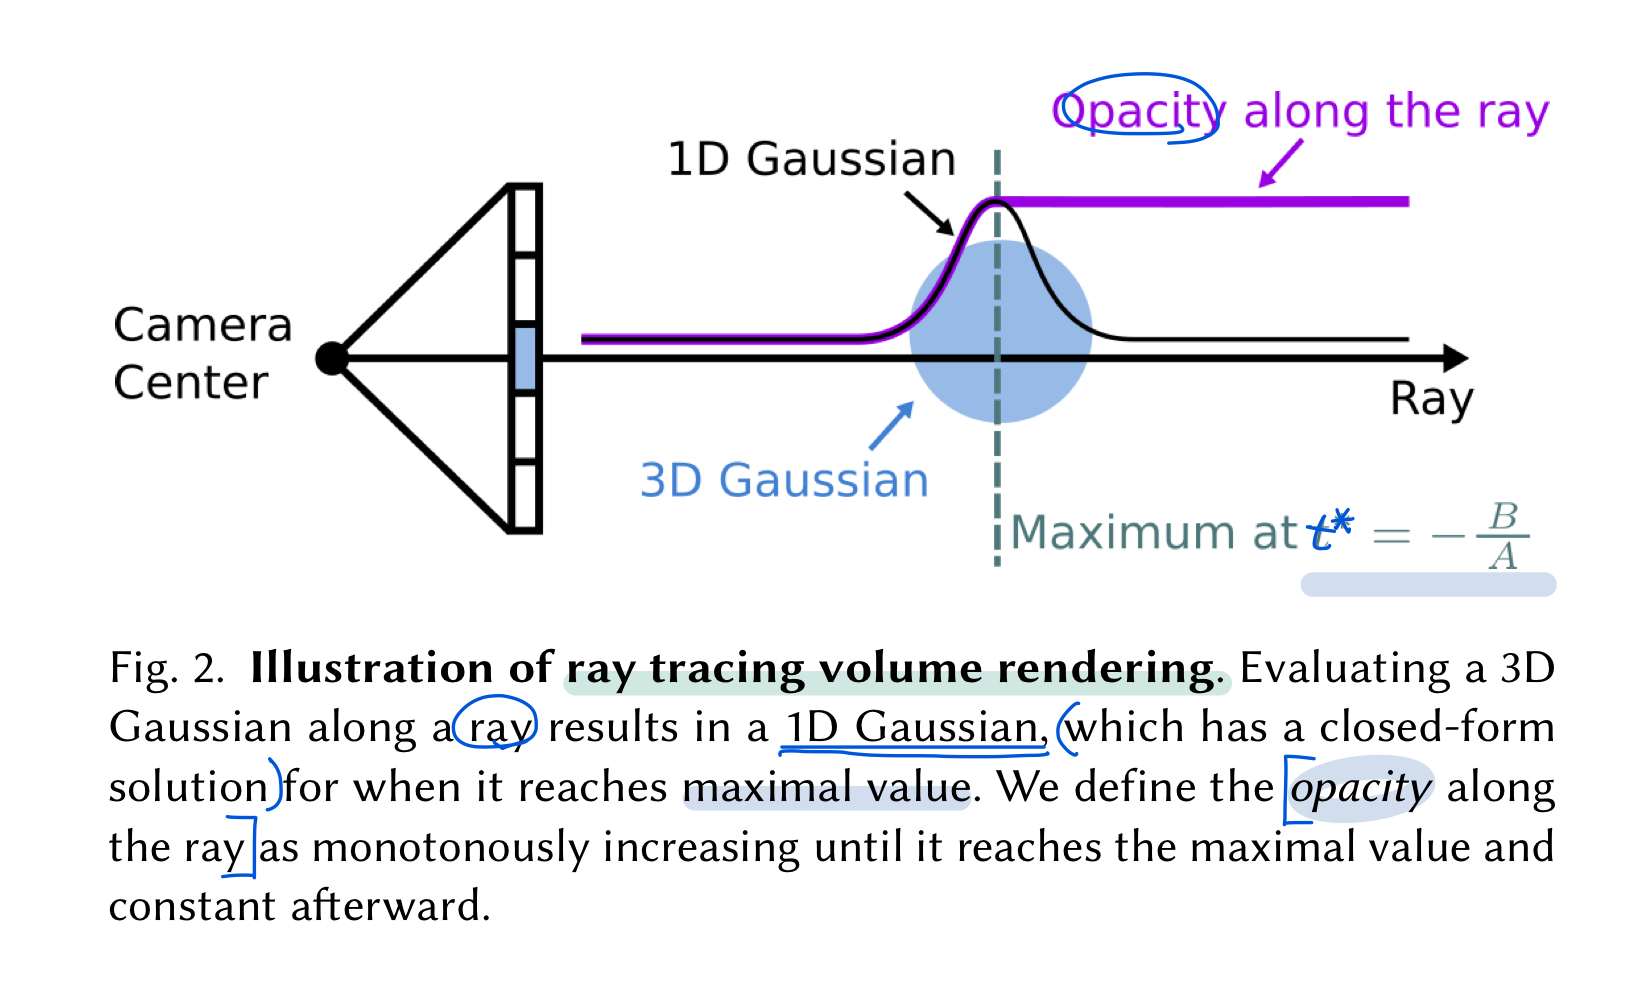 Opacity along the ray
1D Gaussian
Camera
Center
Ray
3D Gaussian
Maximum at t* = −B/A
Fig. 2. Illustration of ray tracing volume rendering. Evaluating a 3D
Gaussian along a ray results in a 1D Gaussian, which has a closed-form
solution for when it reaches maximal value. We define the opacity along
the ray as monotonously increasing until it reaches the maximal value and
constant afterward.